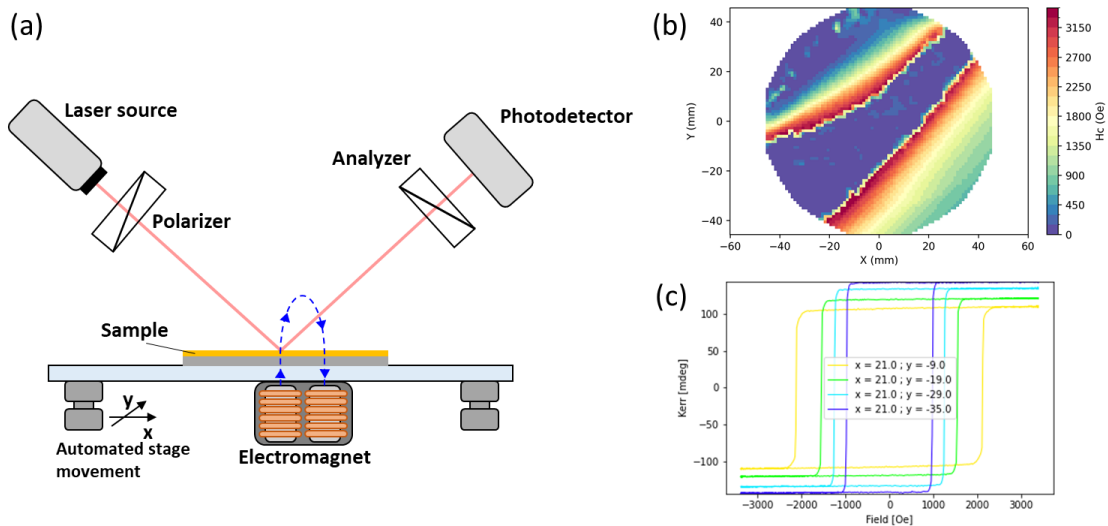 (a)
Laser source
Polarizer
Analyzer
Photodetector
Sample
y
x
Automated stage
movement
Electromagnet
(b)
40
20
0
−20
−40
Y (mm)
−60
−40
−20
0
20
40
60
X (mm)
3150
2700
2250
1800
1350
900
450
0
Hc (Oe)
(c)
100
50
0
−50
−100
Kerr [mdeg]
x = 21.0 ; y = -9.0
x = 21.0 ; y = -19.0
x = 21.0 ; y = -29.0
x = 21.0 ; y = -35.0
−3000
−2000
−1000
0
1000
2000
3000
Field [Oe]